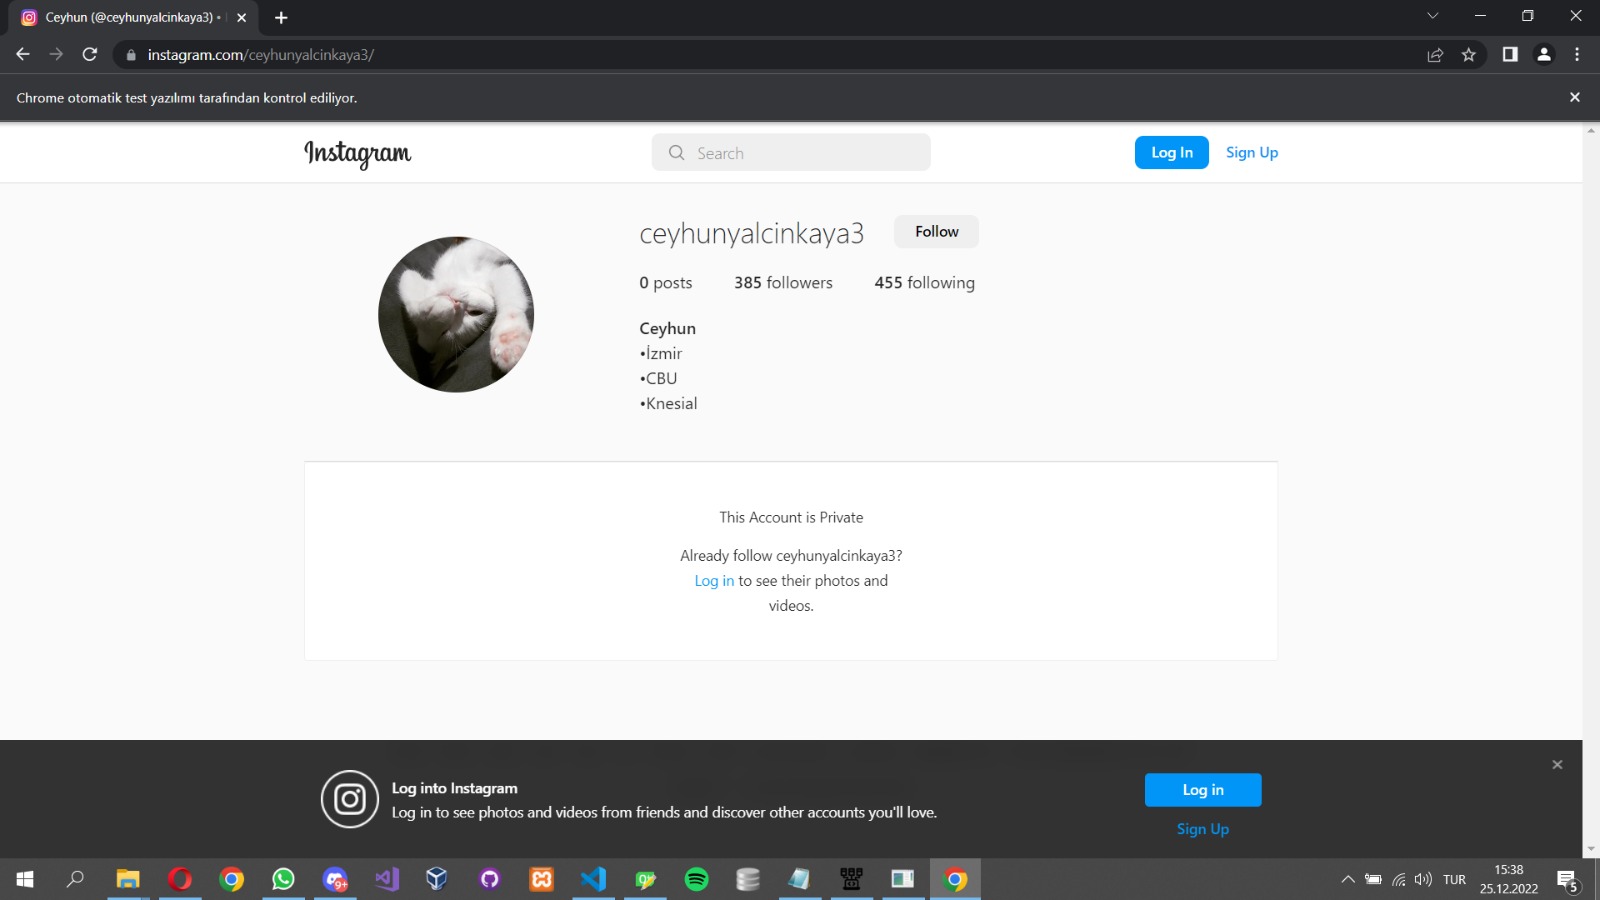 Ceyhun (@ceyhunyalcinkaya3) •
instagram.com/ceyhunyalcinkaya3/
Chrome otomatik test yazılımı tarafından kontrol ediliyor.
Instagram
Search
Log In
Sign Up
ceyhunyalcinkaya3
Follow
0 posts
385 followers
455 following
Ceyhun
•İzmir
•CBU
•Knesial
This Account is Private
Already follow ceyhunyalcinkaya3?
Log in to see their photos and
videos.
Log into Instagram
Log in to see photos and videos from friends and discover other accounts you'll love.
Log in
Sign Up
9+
TUR
15:38
25.12.2022
5